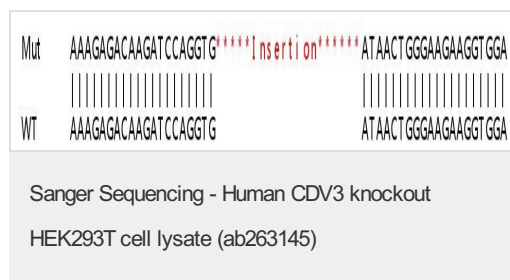 Mut AAAGAGACAAGATCCAGGTG*****Insertion******ATAACTGGGAAGAAGGTGGA
||||||||||||||||||||           ||||||||||||||||||||
WT AAAGAGACAAGATCCAGGTG ATAACTGGGAAGAAGGTGGA
Sanger Sequencing - Human CDV3 knockout
HEK293T cell lysate (ab263145)